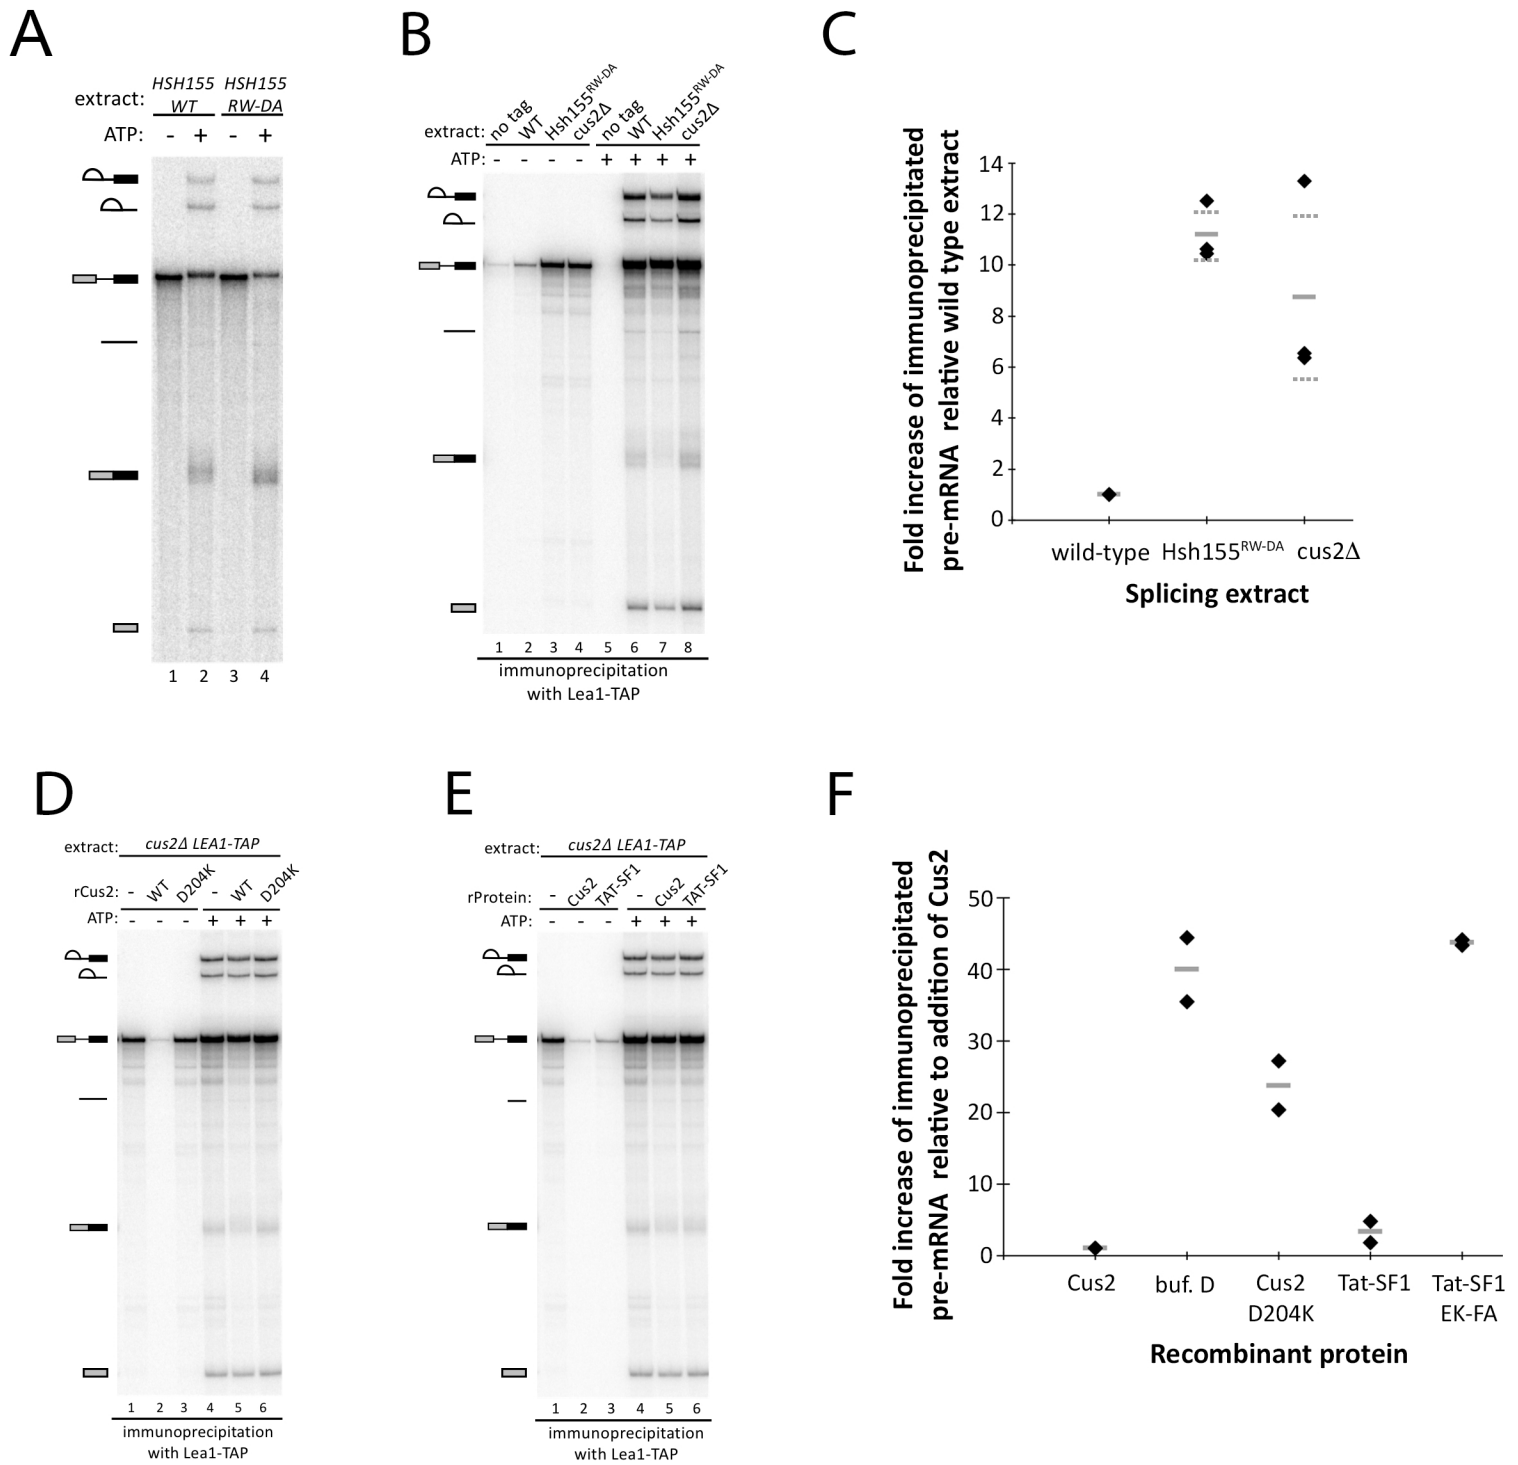 A
extract:
HSH155 WT
HSH155 RW-DA
ATP: - + - +
1 2 3 4
B
extract: no tag WT Hsh155RW-DA cus2Δ no tag WT Hsh155RW-DA cus2Δ
ATP: - - - - + + + +
1 2 3 4 5 6 7 8
immunoprecipitation
with Lea1-TAP
C
Fold increase of immunoprecipitated
pre-mRNA relative wild type extract
14
12
10
8
6
4
2
0
wild-type Hsh155RW-DA cus2Δ
Splicing extract
D
extract: cus2Δ LEA1-TAP
rCus2: - WT D204K - WT D204K
ATP: - - - + + +
1 2 3 4 5 6
immunoprecipitation
with Lea1-TAP
E
extract: cus2Δ LEA1-TAP
rProtein: - Cus2 TAT-SF1 - Cus2 TAT-SF1
ATP: - - - + + +
1 2 3 4 5 6
immunoprecipitation
with Lea1-TAP
F
Fold increase of immunoprecipitated
pre-mRNA relative to addition of Cus2
50
40
30
20
10
0
Cus2 buf. D Cus2 D204K Tat-SF1 Tat-SF1 EK-FA
Recombinant protein